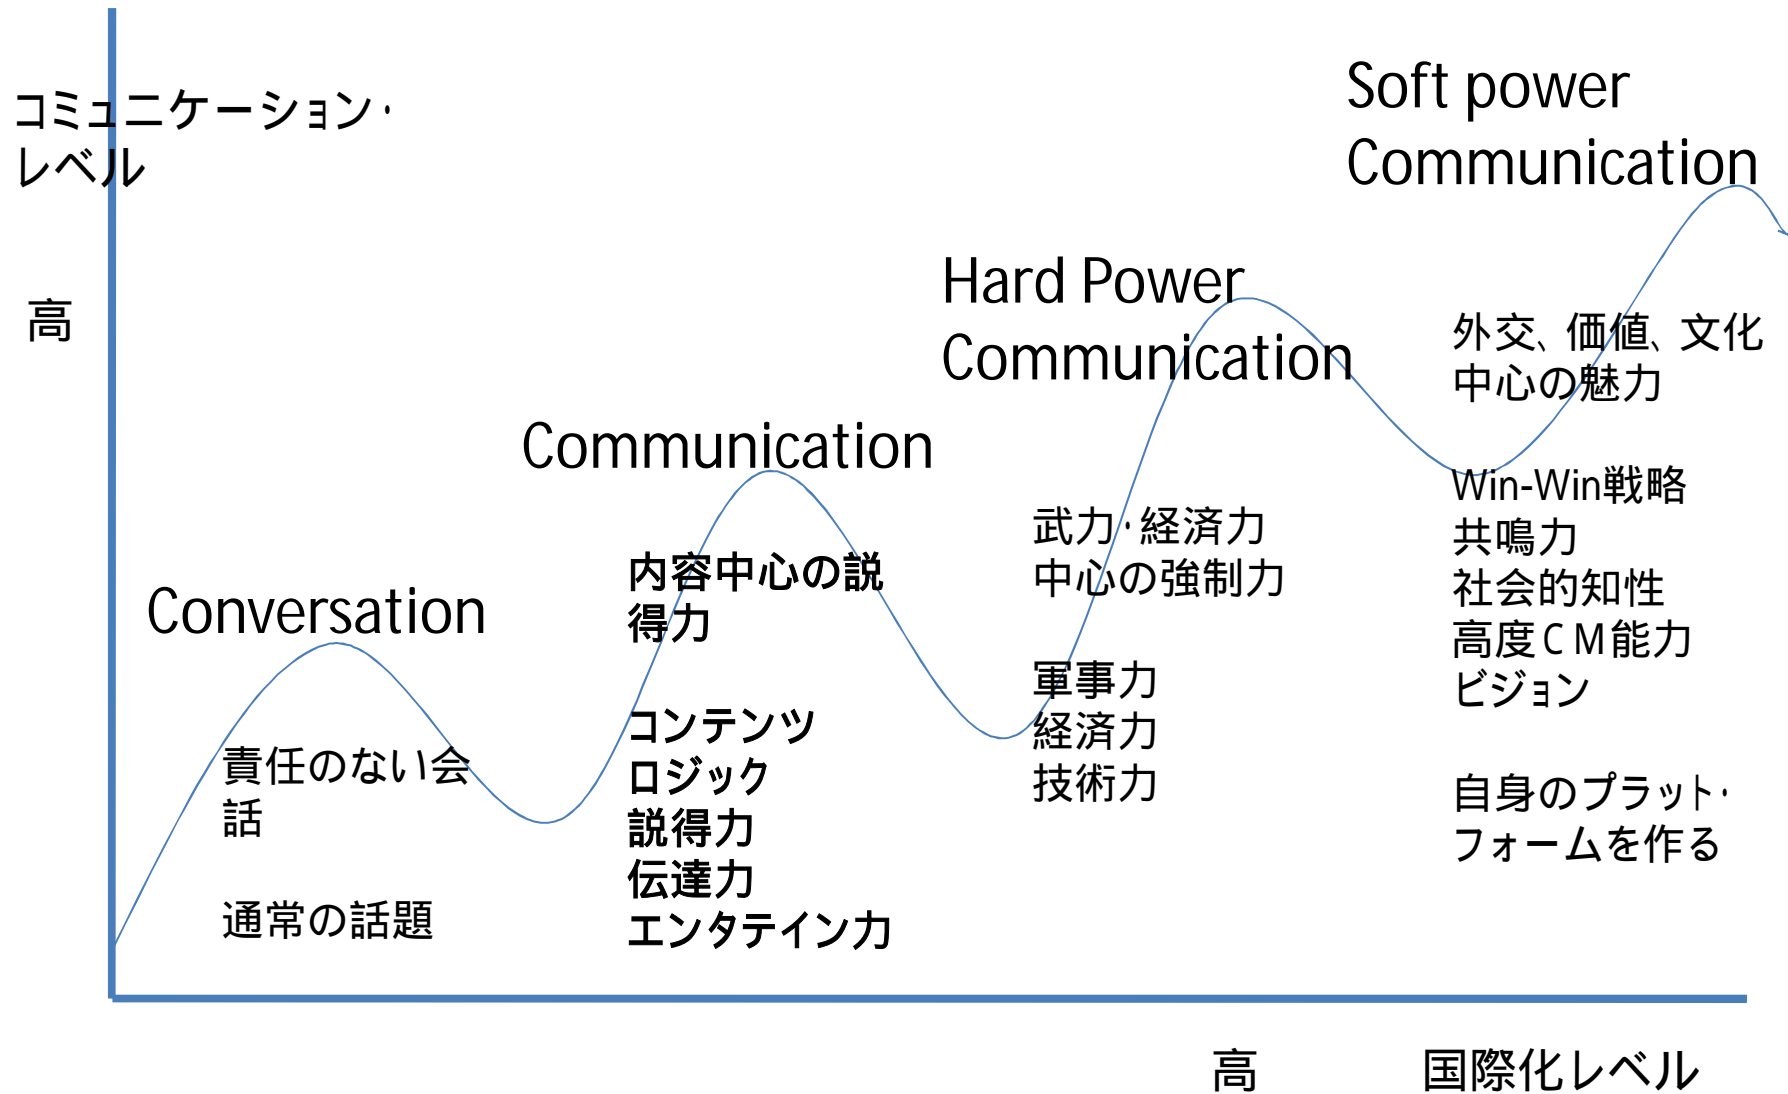 コミュニケーション・
レベル
高
Conversation
責任のない会
話
通常の話題
Communication
内容中心の説
得力
コンテンツ
ロジック
説得力
伝達力
エンタテイン力
Hard Power
Communication
武力・経済力
中心の強制力
軍事力
経済力
技術力
Soft power
Communication
外交、価値、文化
中心の魅力
Win-Win戦略
共鳴力
社会的知性
高度CM能力
ビジョン
自身のプラット・
フォームを作る
高 国際化レベル